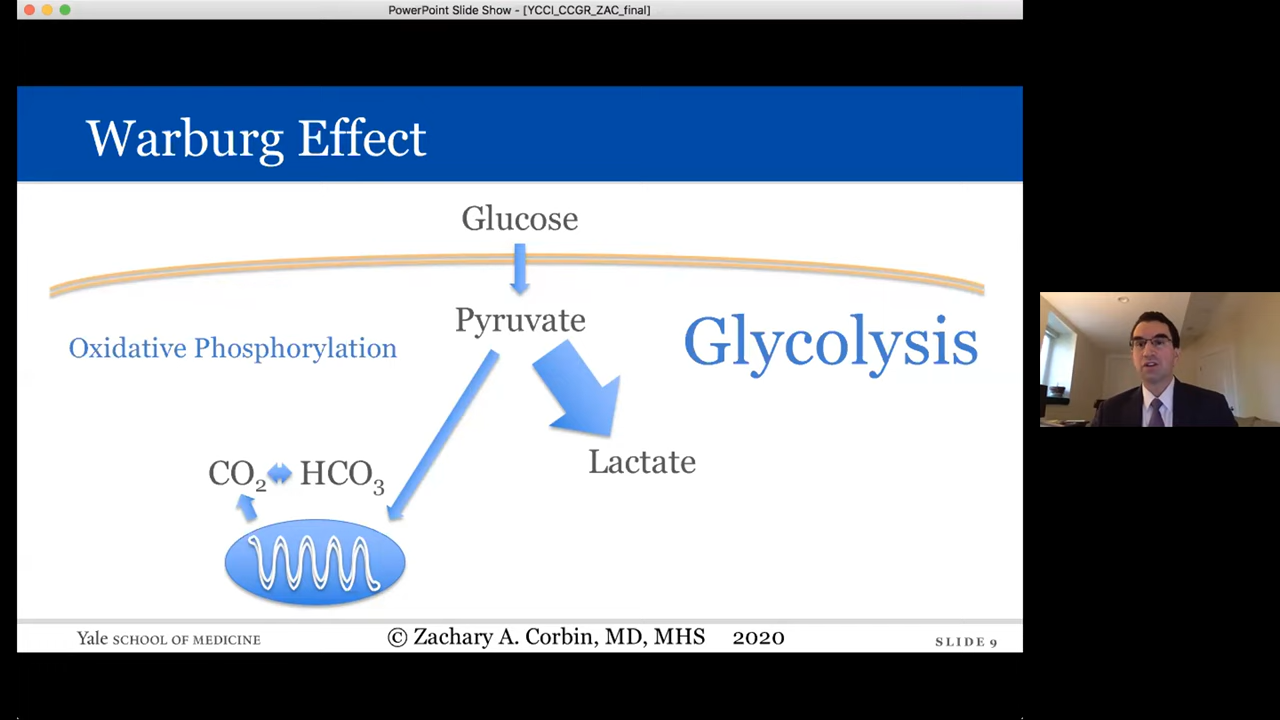 PowerPoint Slide Show - [YCCI_CCGR_ZAC_final]
Warburg Effect
Glucose
Pyruvate
Oxidative Phosphorylation
Glycolysis
Lactate
CO2 HCO3
Yale SCHOOL OF MEDICINE
© Zachary A. Corbin, MD, MHS 2020
SLIDE 9